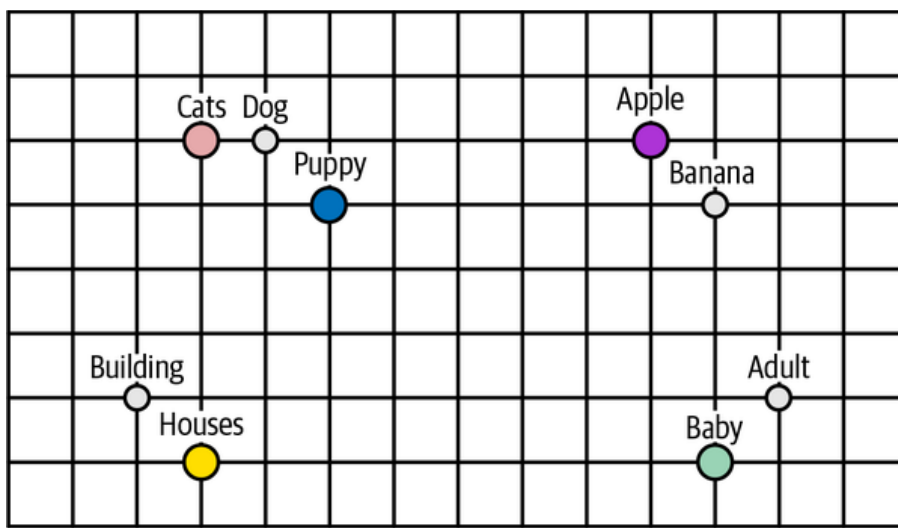 Cats
Dog
Apple
Puppy
Banana
Building
Adult
Houses
Baby